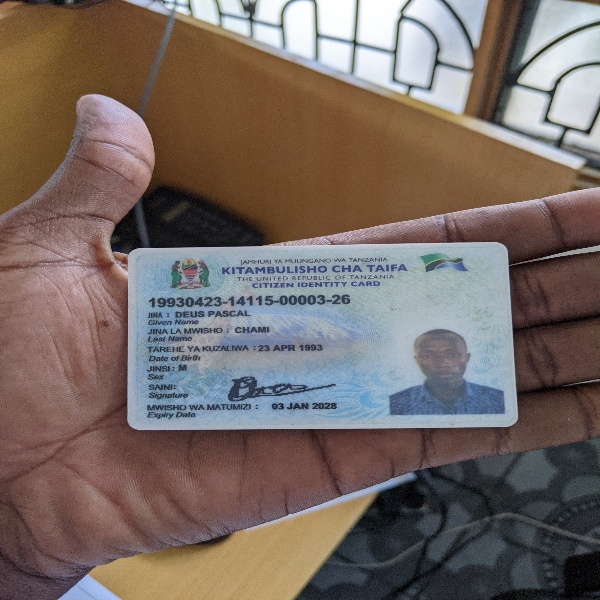 JAMHURI YA MUUNGANO WA TANZANIA
KITAMBULISHO CHA TAIFA
THE UNITED REPUBLIC OF TANZANIA
CITIZEN IDENTITY CARD
19930423-14115-00003-26
JINA : DEUS PASCAL
Given Name
JINA LA MWISHO : CHAMI
Last Name
TAREHE YA KUZALIWA : 23 APR 1993
Date of Birth
JINSI: M
Sex
SAINI:
Signature
MWISHO WA MATUMIZI : 03 JAN 2028
Expiry Date